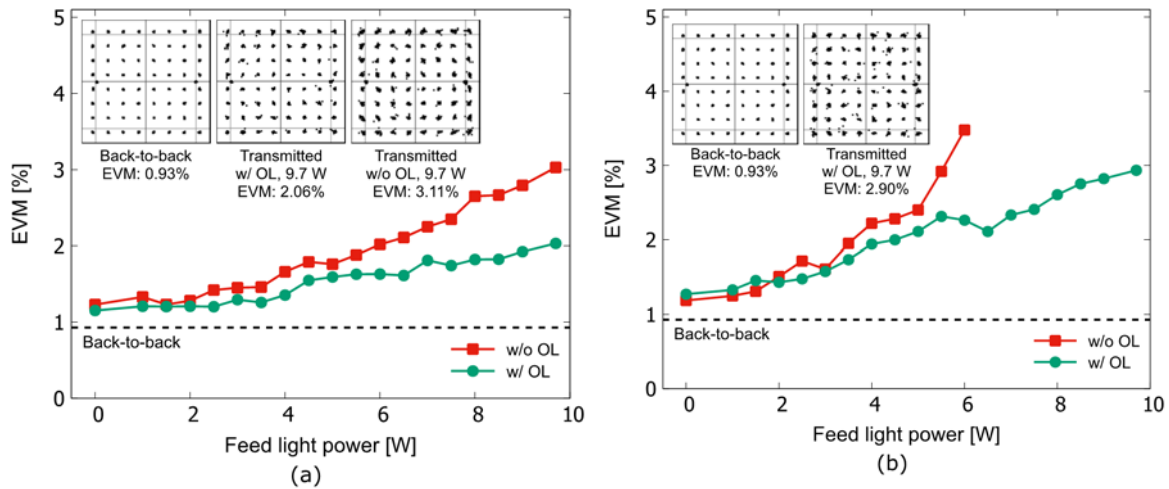 5
4
3
2
1
0
EVM [%]
Back-to-back
EVM: 0.93%
Transmitted
w/ OL, 9.7 W
EVM: 2.06%
Transmitted
w/o OL, 9.7 W
EVM: 3.11%
Back-to-back
w/o OL
w/ OL
0 2 4 6 8 10
Feed light power [W]
(a)
5
4
3
2
1
0
EVM [%]
Back-to-back
EVM: 0.93%
Transmitted
w/ OL, 9.7 W
EVM: 2.90%
Back-to-back
w/o OL
w/ OL
0 2 4 6 8 10
Feed light power [W]
(b)